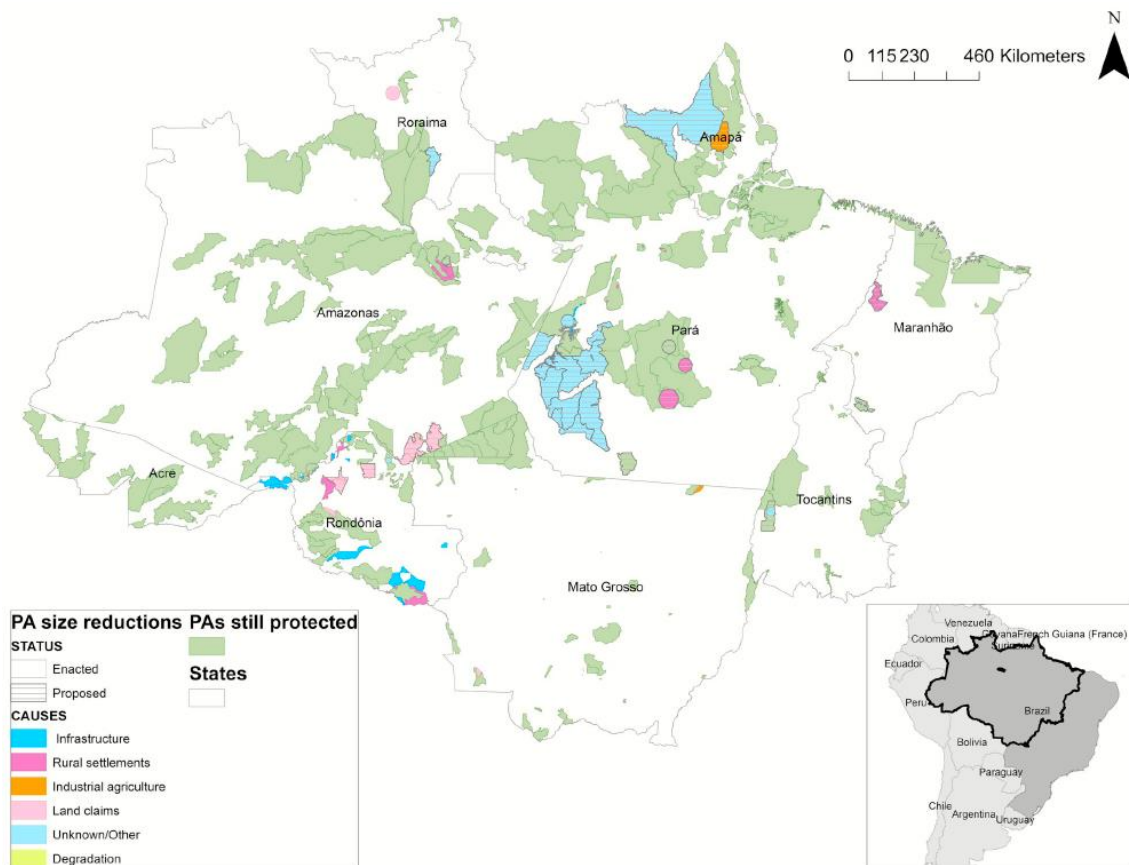 N
0 115 230 460 Kilometers
Roraima
Amapá
Amazonas
Pará
Maranhão
Acre
Rondônia
Tocantins
Mato Grosso
PA size reductions PAs still protected
STATUS
Enacted
States
Proposed
CAUSES
Infrastructure
Rural settlements
Industrial agriculture
Land claims
Unknown/Other
Degradation
Venezuela
Guyana French Guiana (France)
Colombia
Suriname
Ecuador
Peru
Brazil
Bolivia
Paraguay
Chile
Argentina
Uruguay